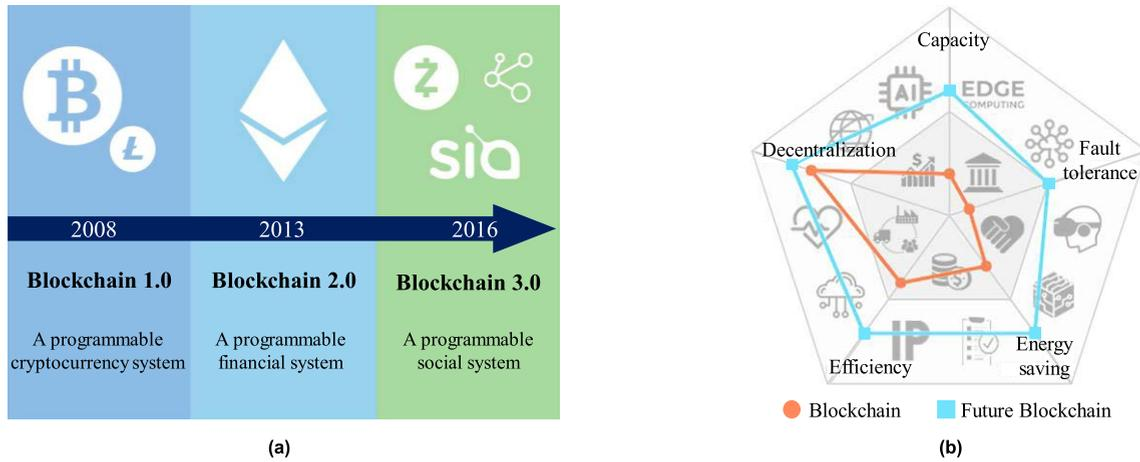 sia
2008
2013
2016
Blockchain 1.0
Blockchain 2.0
Blockchain 3.0
A programmable
cryptocurrency system
A programmable
financial system
A programmable
social system
(a)
Capacity
AI
EDGE
COMPUTING
Decentralization
Fault
tolerance
IP
Energy
saving
Efficiency
Blockchain
Future Blockchain
(b)